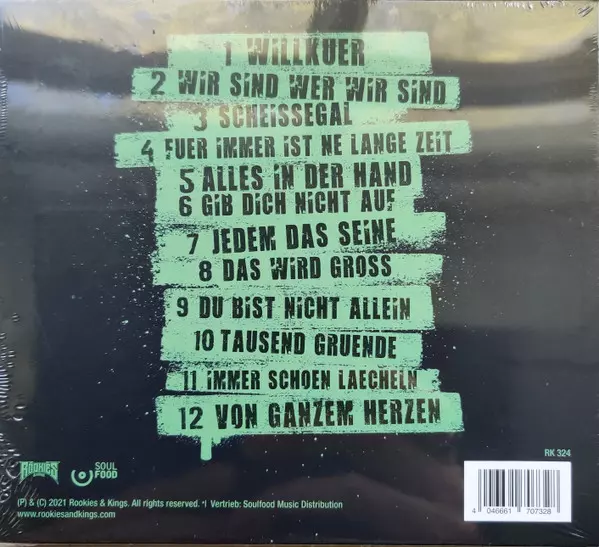 1 WILLKUER
2 WIR SIND WER WIR SIND
3 SCHEISSEGAL
4 FUER IMMER IST NE LANGE ZEIT
5 ALLES IN DER HAND
6 GIB DICH NICHT AUF
7 JEDEM DAS SEINE
8 DAS WIRD GROSS
9 DU BIST NICHT ALLEIN
10 TAUSEND GRUENDE
11 IMMER SCHOEN LAECHELN
12 VON GANZEM HERZEN
RK 324
ROOKIES
SOUL
FOOD
(P) & (C) 2021 Rookies & Kings. All rights reserved. *| Vertrieb: Soulfood Music Distribution
www.rookiesandkings.com
4 046661 707328